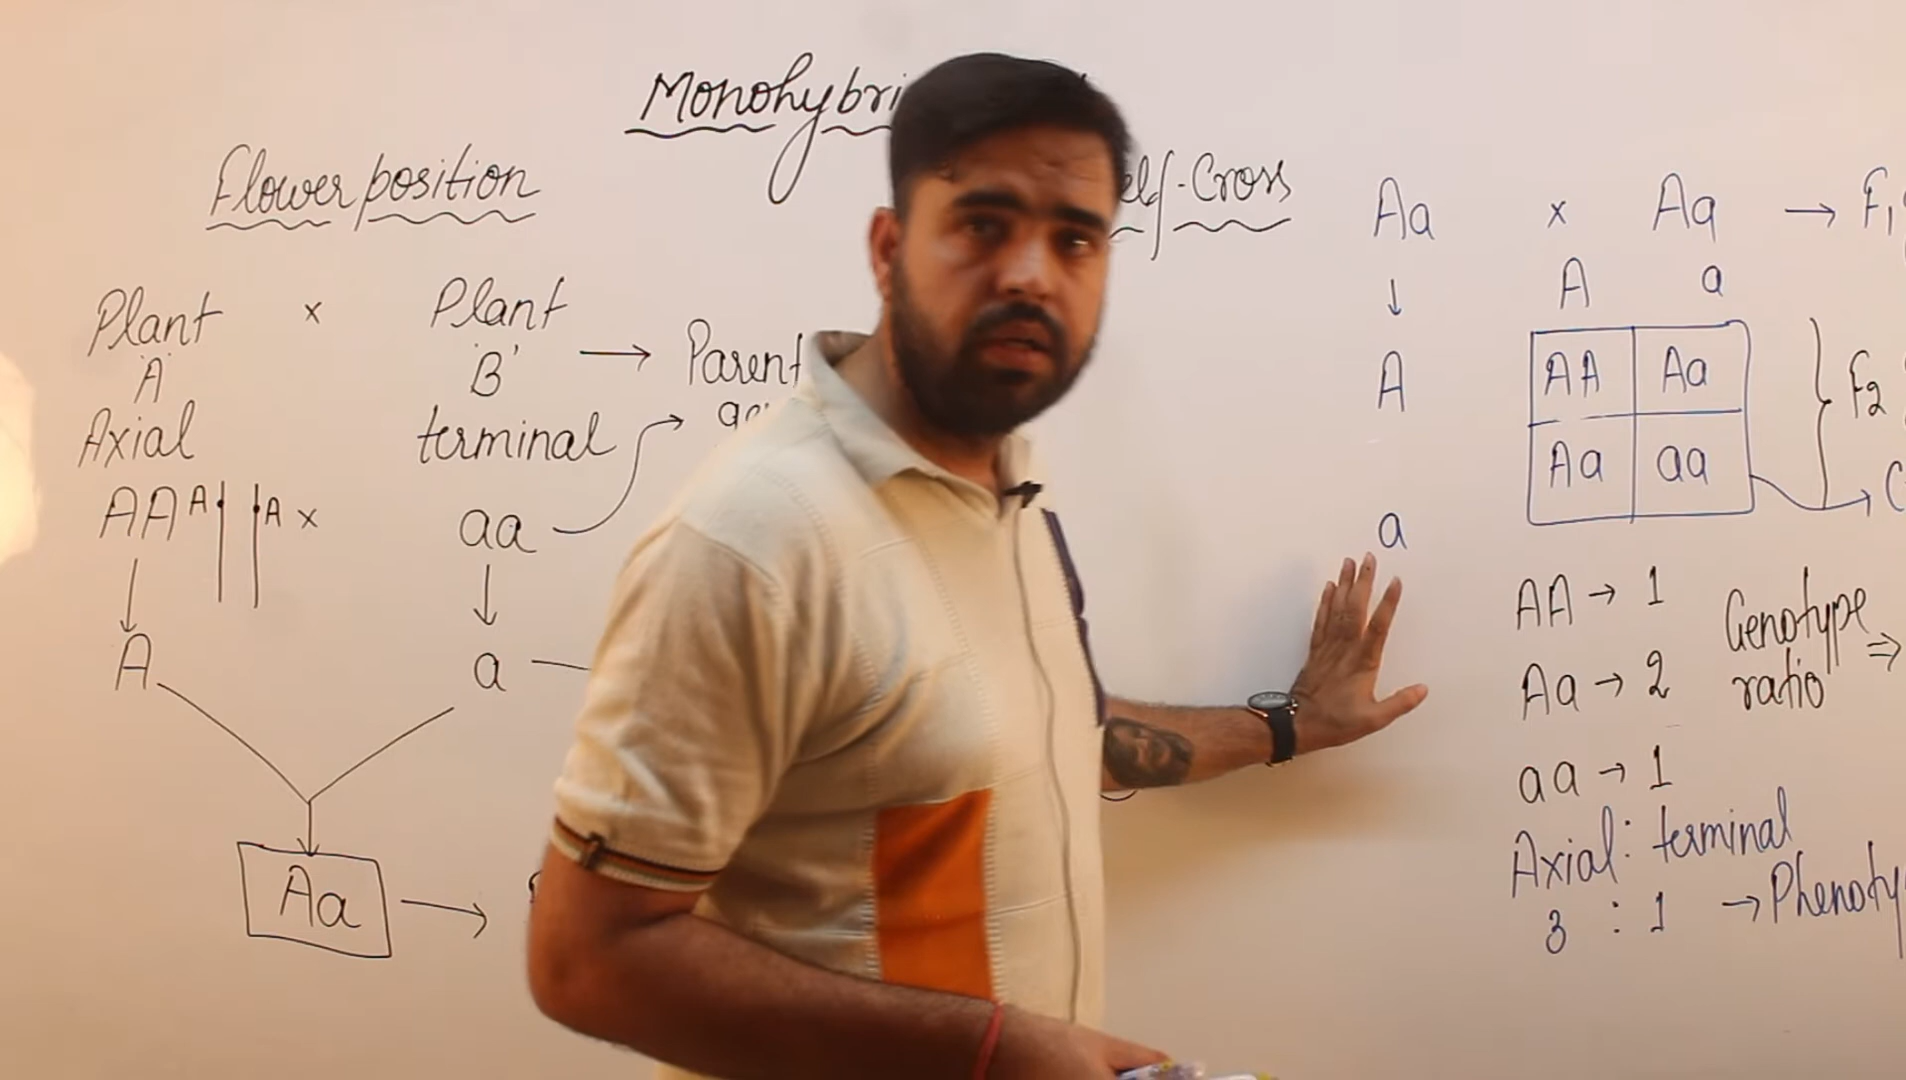 Monohybri
Flower position
Plant x Plant
A B' → Parent
Axial terminal
AA A A x aa
A a
Aa →
elf-Cross
Aa x Aa → F1
A a
A AA Aa F2
a Aa aa
AA → 1
Aa → 2
Genotype
ratio ⇒
aa → 1
Axial : terminal
3 : 1 → Phenoty